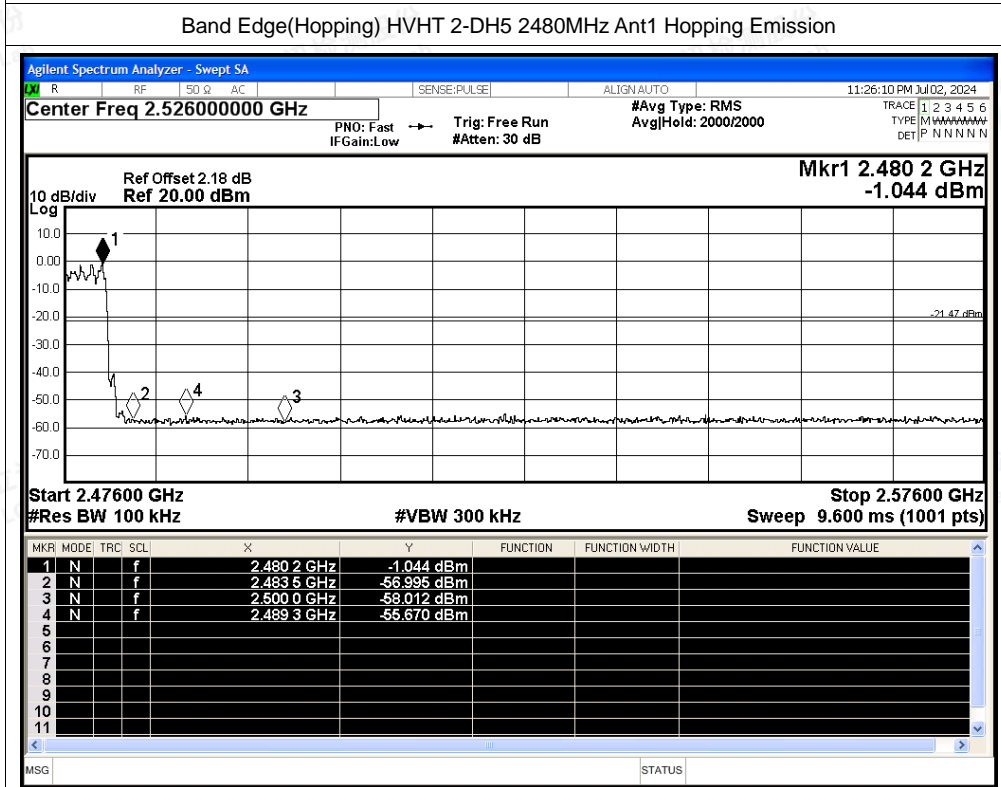 Band Edge(Hopping) HVHT 2-DH5 2480MHz Ant1 Hopping Emission
Agilent Spectrum Analyzer - Swept SA
LXI R RF 50 Ω AC SENSE:PULSE ALIGN AUTO 11:26:10 PM Jul 02, 2024
Center Freq 2.526000000 GHz #Avg Type: RMS TRACE 1 2 3 4 5 6
PNO: Fast Trig: Free Run Avg|Hold: 2000/2000 TYPE M WWWWW
IFGain:Low #Atten: 30 dB DET P N N N N N
Mkr1 2.480 2 GHz
Ref Offset 2.18 dB
10 dB/div Ref 20.00 dBm -1.044 dBm
Log
10.0
1
0.00
-10.0
-20.0
-21.47 dBm
-30.0
-40.0
2 4 3
-50.0
-60.0
-70.0
Start 2.47600 GHz Stop 2.57600 GHz
#Res BW 100 kHz #VBW 300 kHz Sweep 9.600 ms (1001 pts)
MKR MODE TRC SCL X Y FUNCTION FUNCTION WIDTH FUNCTION VALUE
1 N f 2.480 2 GHz -1.044 dBm
2 N f 2.483 5 GHz -56.995 dBm
3 N f 2.500 0 GHz -58.012 dBm
4 N f 2.489 3 GHz -55.670 dBm
5
6
7
8
9
10
11
MSG STATUS